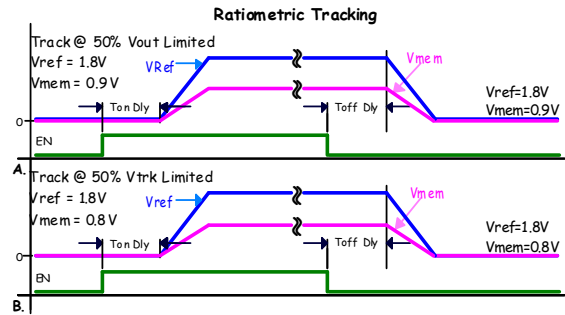 Ratiometric Tracking
Track @ 50% Vout Limited
Vref = 1.8V
Vmem = 0.9 V
VRef
Vmem
Vref=1.8V
Vmem=0.9V
Ton Dly
Toff Dly
0
EN
A.
Track @ 50% Vtrk Limited
Vref = 1.8V
Vmem = 0.8 V
Vref
Vmem
Vref=1.8V
Vmem=0.8V
Ton Dly
Toff Dly
0
EN
B.